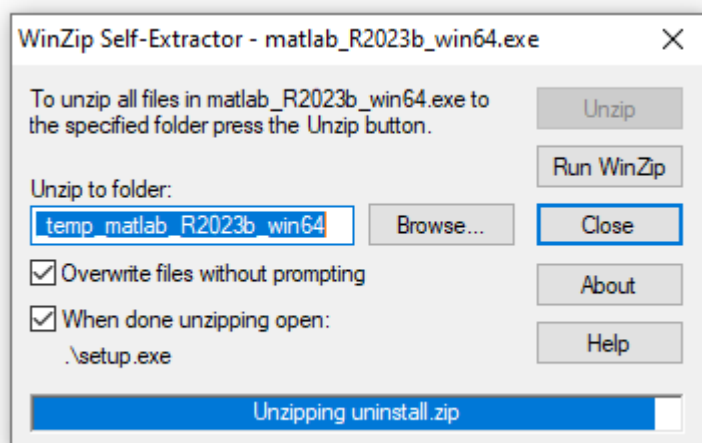 WinZip Self-Extractor - matlab_R2023b_win64.exe
To unzip all files in matlab_R2023b_win64.exe to
the specified folder press the Unzip button.
Unzip to folder:
_temp_matlab_R2023b_win64
Browse...
Overwrite files without prompting
When done unzipping open:
.\setup.exe
Unzip
Run WinZip
Close
About
Help
Unzipping uninstall.zip